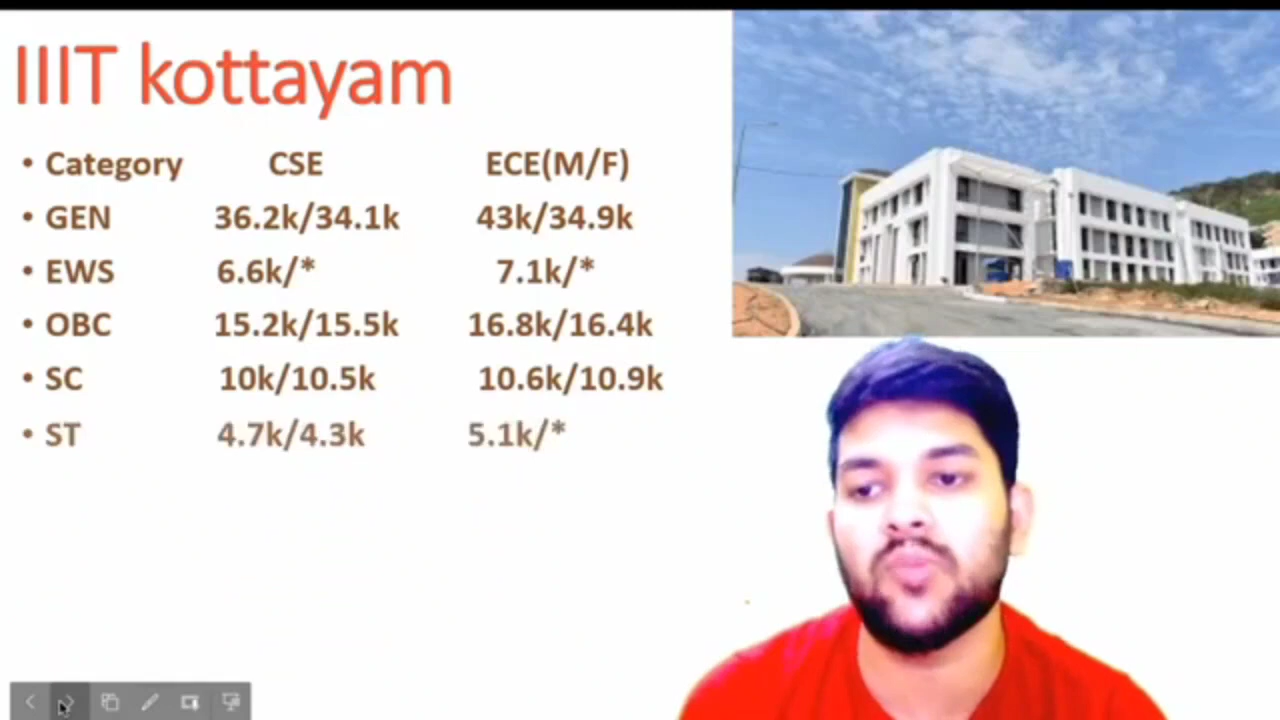 IIIT kottayam
• Category CSE ECE(M/F)
• GEN 36.2k/34.1k 43k/34.9k
• EWS 6.6k/* 7.1k/*
• OBC 15.2k/15.5k 16.8k/16.4k
• SC 10k/10.5k 10.6k/10.9k
• ST 4.7k/4.3k 5.1k/*